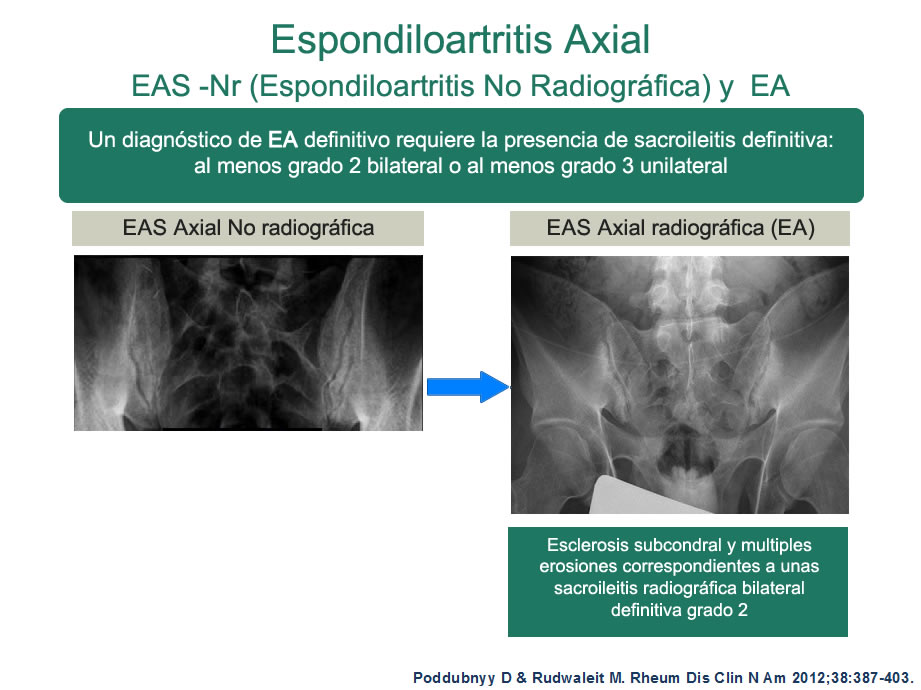 Espondiloartritis Axial
EAS -Nr (Espondiloartritis No Radiográfica) y EA
Un diagnóstico de EA definitivo requiere la presencia de sacroileitis definitiva:
al menos grado 2 bilateral o al menos grado 3 unilateral
EAS Axial No radiográfica
EAS Axial radiográfica (EA)
Esclerosis subcondral y multiples
erosiones correspondientes a unas
sacroileitis radiográfica bilateral
definitiva grado 2
Poddubnyy D & Rudwaleit M. Rheum Dis Clin N Am 2012;38:387-403.